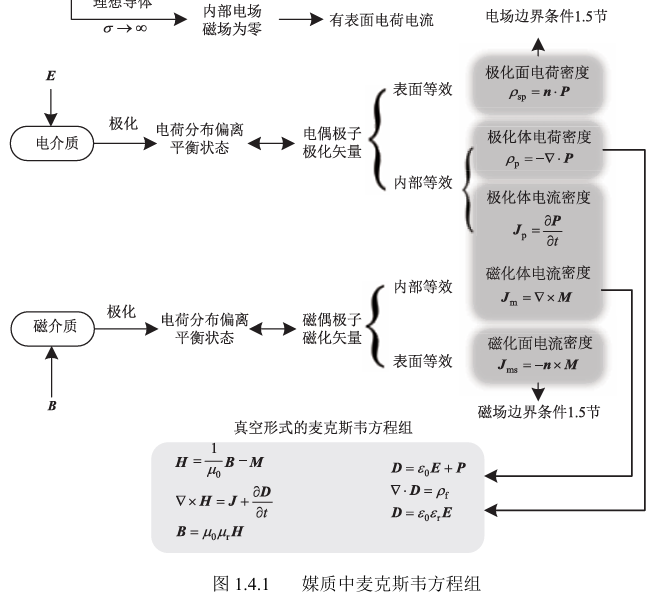 理想导体
σ→∞
内部电场
磁场为零
有表面电荷电流
电场边界条件1.5节
E
电介质
极化
电荷分布偏离
平衡状态
电偶极子
极化矢量
表面等效
内部等效
极化面电荷密度
ρsp = n · P
极化体电荷密度
ρp = −∇ · P
极化体电流密度
Jp = ∂P/∂t
磁化体电流密度
Jm = ∇ × M
磁化面电流密度
Jms = −n × M
磁场边界条件1.5节
磁介质
极化
电荷分布偏离
平衡状态
磁偶极子
磁化矢量
内部等效
表面等效
B
真空形式的麦克斯韦方程组
H = 1/μ0 B − M
∇ × H = J + ∂D/∂t
B = μ0μrH
D = ε0E + P
∇ · D = ρf
D = ε0εrE
图 1.4.1 媒质中麦克斯韦方程组